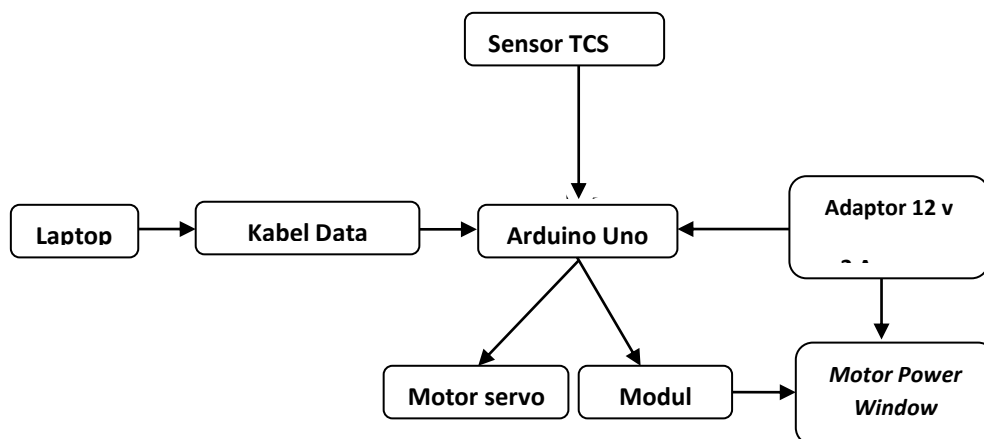 Sensor TCS
Laptop
Kabel Data
Arduino Uno
Adaptor 12 v
Motor servo
Modul
Motor Power
Window